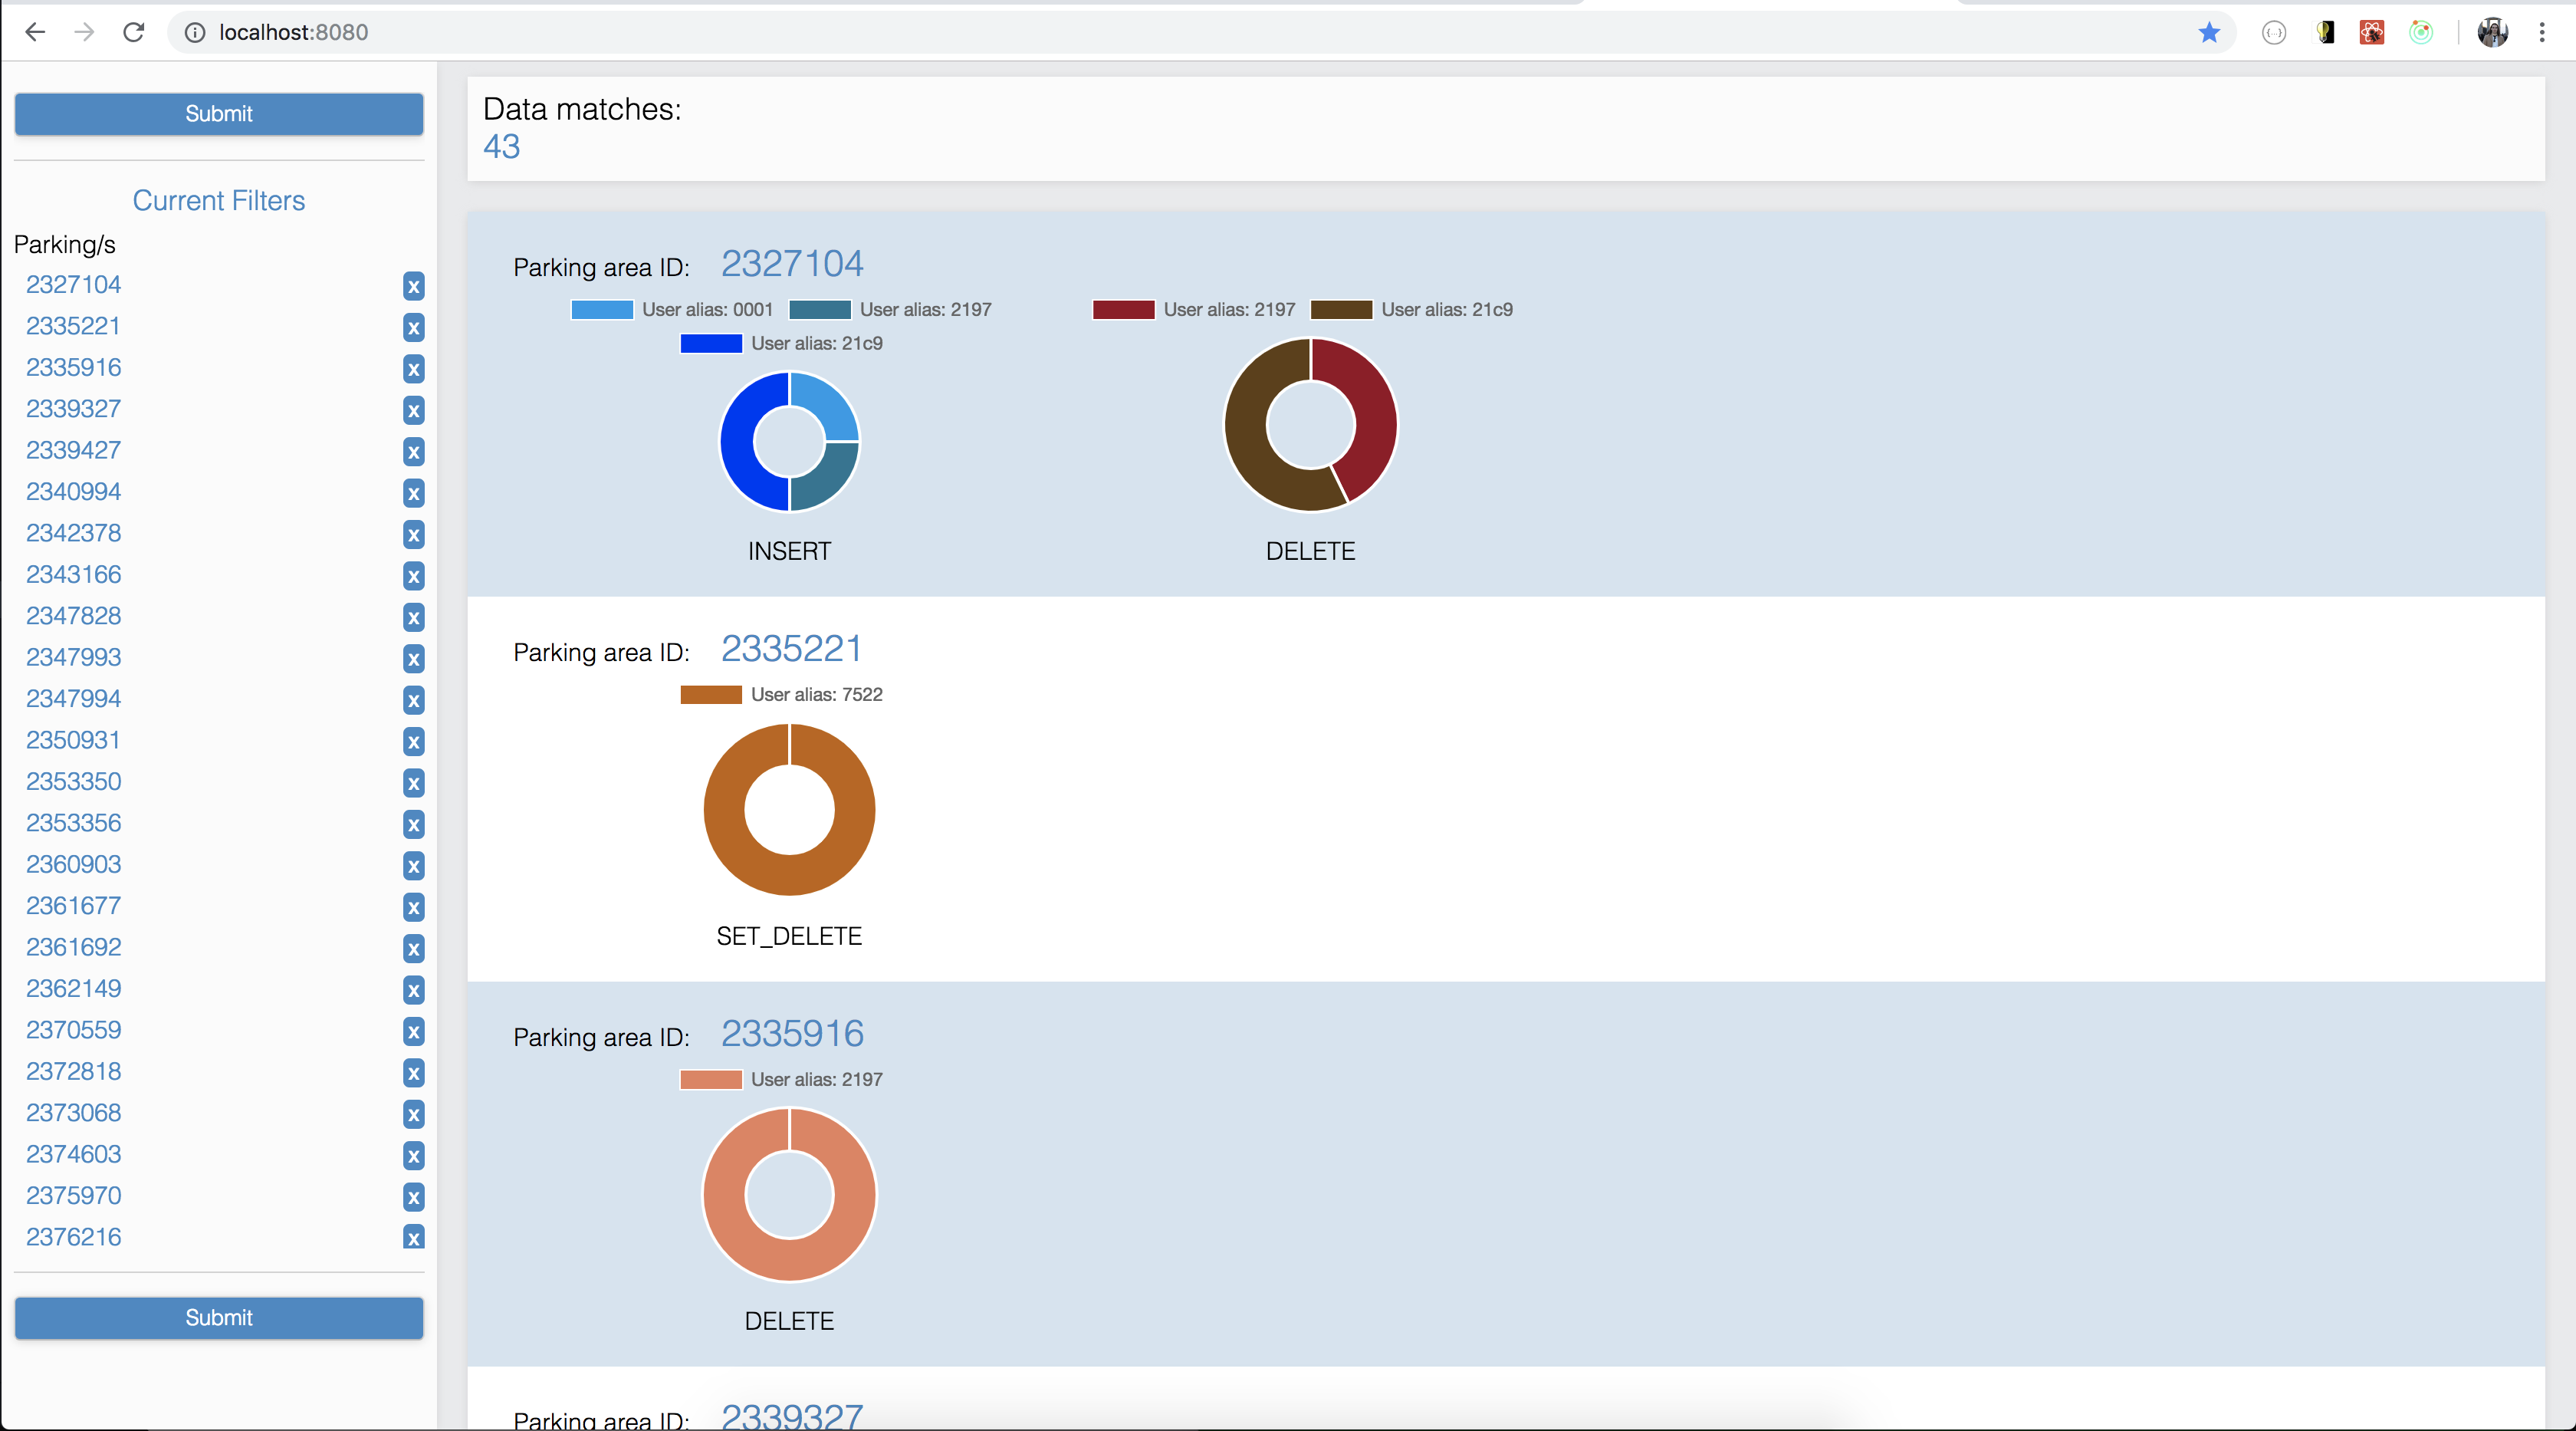 localhost:8080
Submit
Current Filters
Parking/s
2327104 x
2335221 x
2335916 x
2339327 x
2339427 x
2340994 x
2342378 x
2343166 x
2347828 x
2347993 x
2347994 x
2350931 x
2353350 x
2353356 x
2360903 x
2361677 x
2361692 x
2362149 x
2370559 x
2372818 x
2373068 x
2374603 x
2375970 x
2376216 x
Submit
Data matches:
43
Parking area ID: 2327104
User alias: 0001 User alias: 2197
User alias: 21c9
INSERT
User alias: 2197 User alias: 21c9
DELETE
Parking area ID: 2335221
User alias: 7522
SET_DELETE
Parking area ID: 2335916
User alias: 2197
DELETE
Parking area ID: 2339327